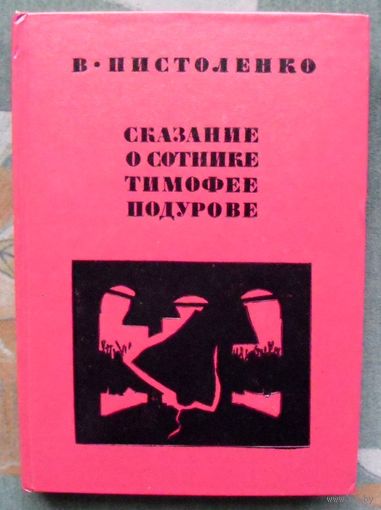 В • ПИСТОЛЕНКО
СКАЗАНИЕ
О СОТНИКЕ
ТИМОФЕЕ
ПОДУРОВЕ